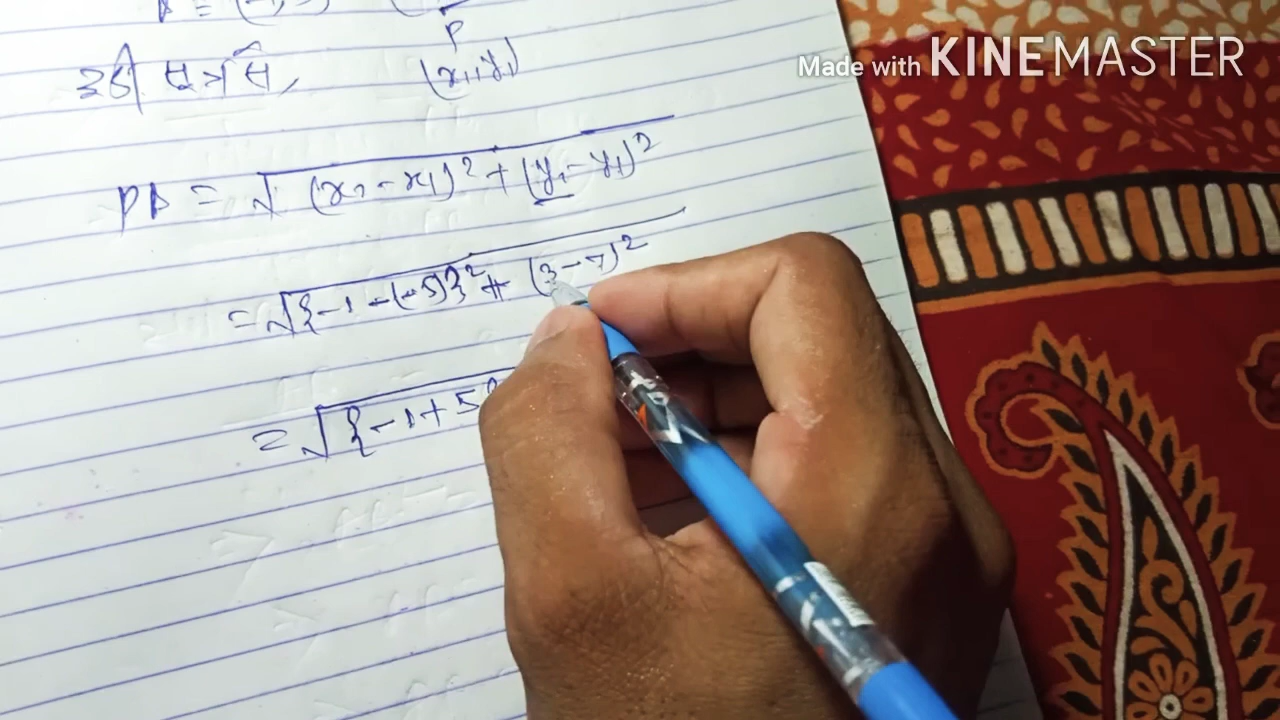 Made with KINEMASTER
P
दूरी सूत्र से,
(x₁, y₁)
PA = √(x₂ - x₁)² + (y₂ - y₁)²
= √{-1 - (-5)}² + (3 - 7)²
= √{-1 + 5}